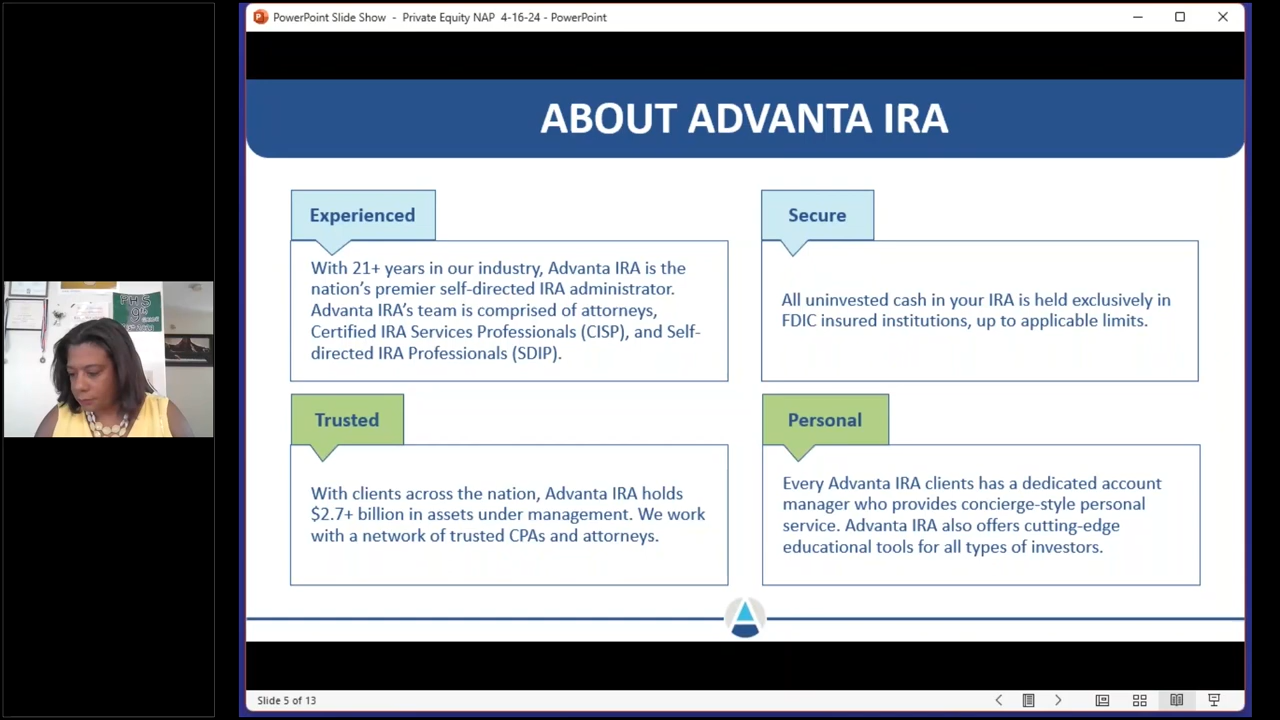 PowerPoint Slide Show - Private Equity NAP 4-16-24 - PowerPoint
ABOUT ADVANTA IRA
Experienced
With 21+ years in our industry, Advanta IRA is the
nation's premier self-directed IRA administrator.
Advanta IRA's team is comprised of attorneys,
Certified IRA Services Professionals (CISP), and Self-
directed IRA Professionals (SDIP).
Secure
All uninvested cash in your IRA is held exclusively in
FDIC insured institutions, up to applicable limits.
Trusted
With clients across the nation, Advanta IRA holds
$2.7+ billion in assets under management. We work
with a network of trusted CPAs and attorneys.
Personal
Every Advanta IRA clients has a dedicated account
manager who provides concierge-style personal
service. Advanta IRA also offers cutting-edge
educational tools for all types of investors.
Slide 5 of 13